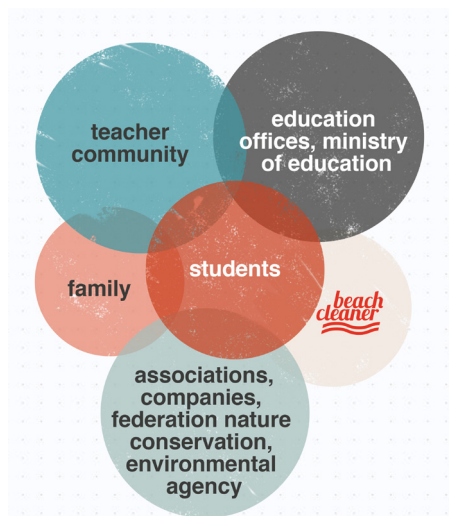 teacher
community
education
offices, ministry
of education
students
family
beach
cleaner
associations,
companies,
federation nature
conservation,
environmental
agency